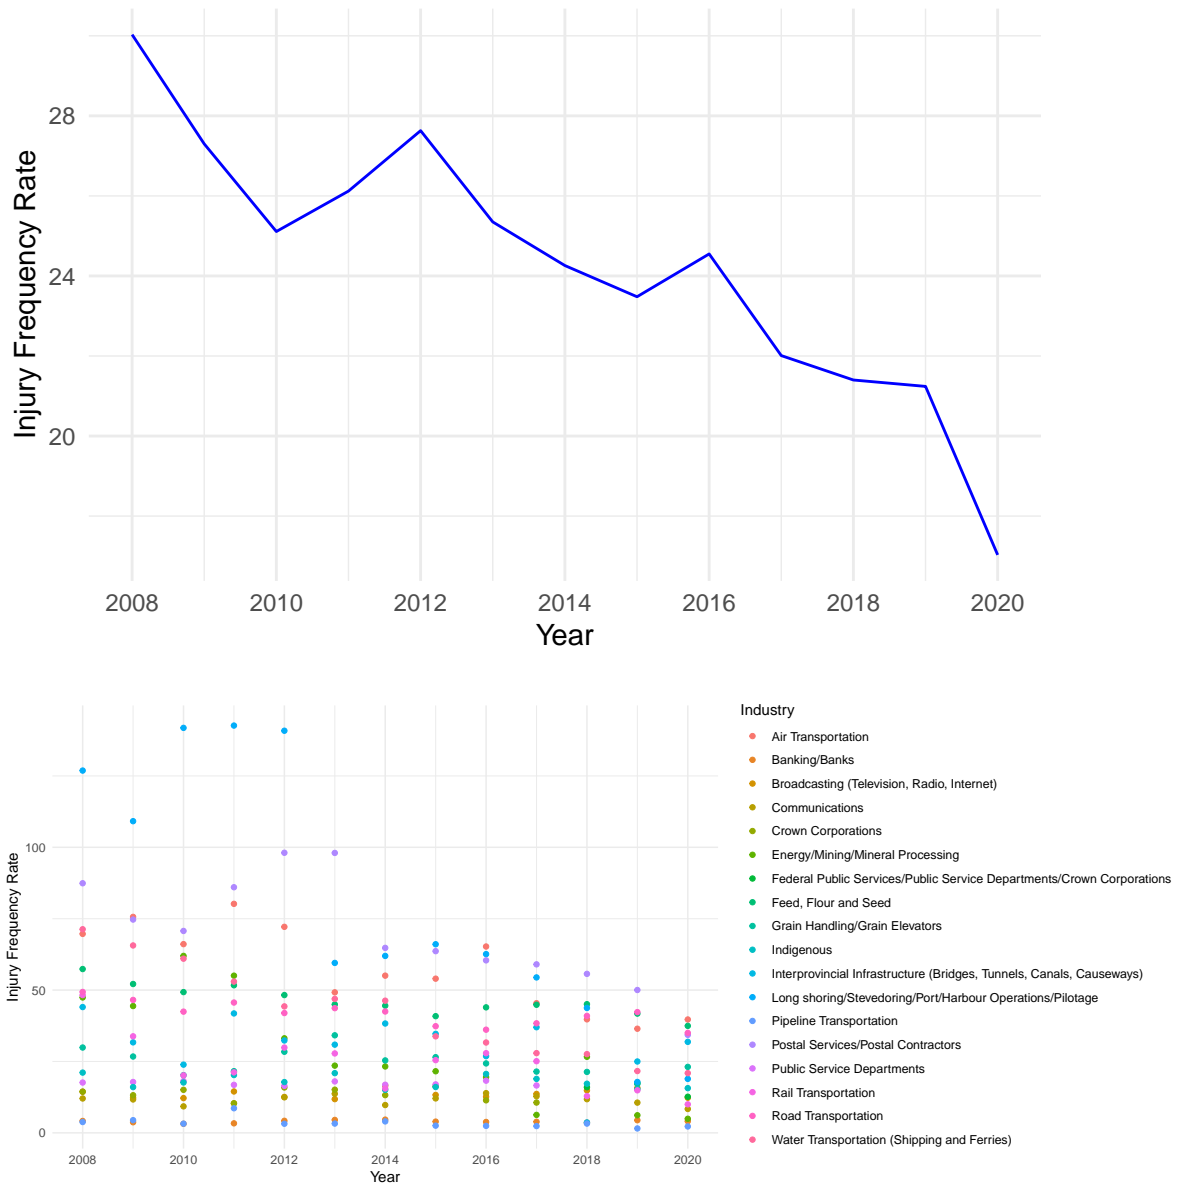 Injury Frequency Rate
28
24
20
2008 2010 2012 2014 2016 2018 2020
Year
Injury Frequency Rate
100
50
0
2008 2010 2012 2014 2016 2018 2020
Year
Industry
Air Transportation
Banking/Banks
Broadcasting (Television, Radio, Internet)
Communications
Crown Corporations
Energy/Mining/Mineral Processing
Federal Public Services/Public Service Departments/Crown Corporations
Feed, Flour and Seed
Grain Handling/Grain Elevators
Indigenous
Interprovincial Infrastructure (Bridges, Tunnels, Canals, Causeways)
Long shoring/Stevedoring/Port/Harbour Operations/Pilotage
Pipeline Transportation
Postal Services/Postal Contractors
Public Service Departments
Rail Transportation
Road Transportation
Water Transportation (Shipping and Ferries)